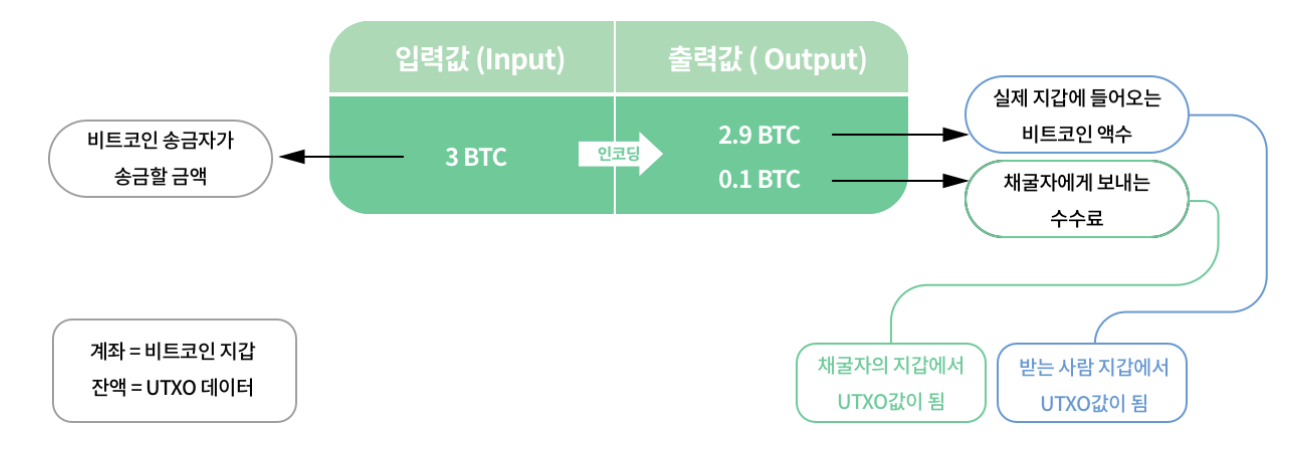 입력값 (Input)
출력값 ( Output)
비트코인 송금자가
송금할 금액
3 BTC
인코딩
2.9 BTC
0.1 BTC
실제 지갑에 들어오는
비트코인 액수
채굴자에게 보내는
수수료
계좌 = 비트코인 지갑
잔액 = UTXO 데이터
채굴자의 지갑에서
UTXO값이 됨
받는 사람 지갑에서
UTXO값이 됨